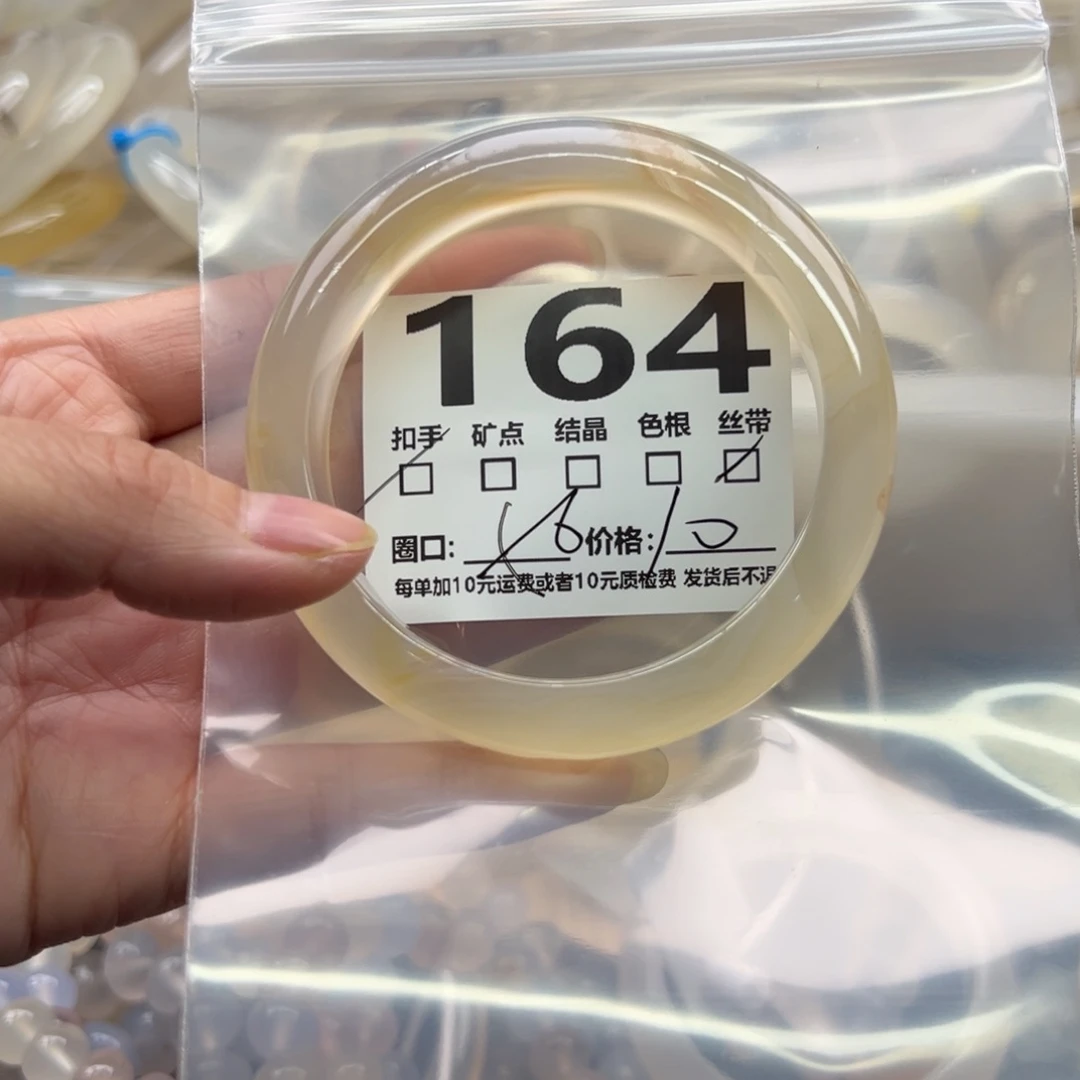 164
扣手 矿点 结晶 色根 丝带
圈口: 价格: 10
每单加10元运费或者10元质检费 发货后不退